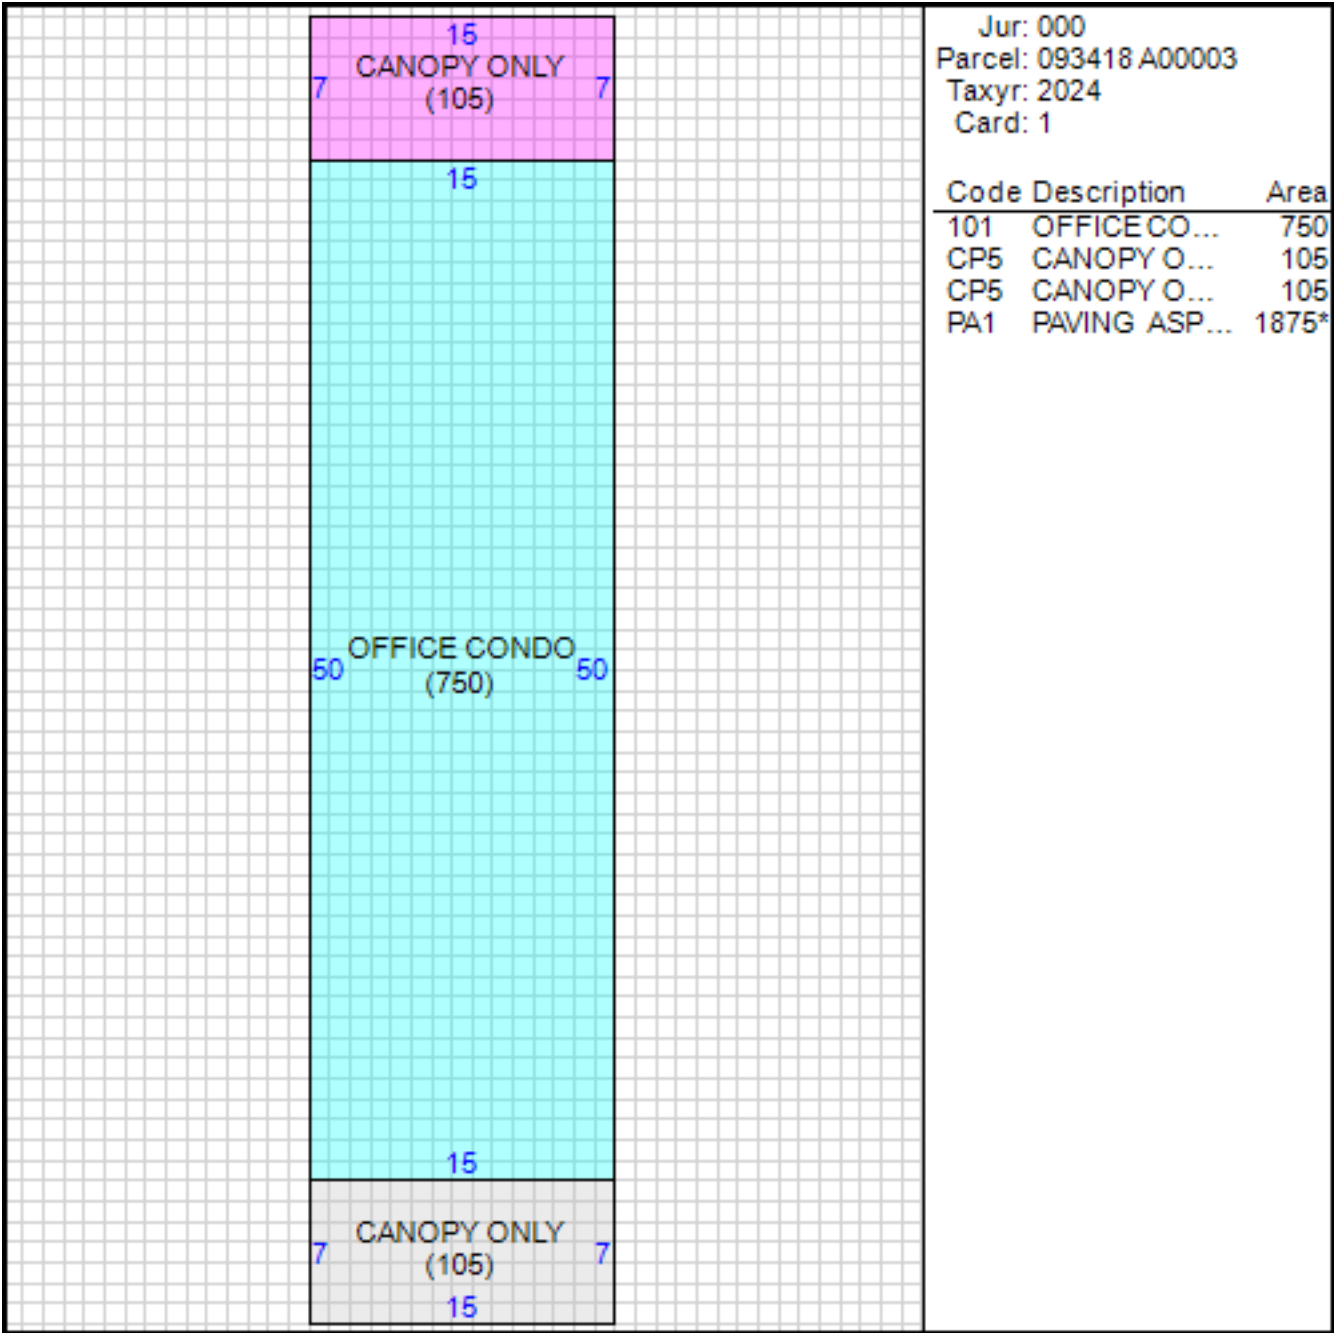 15
CANOPY ONLY
7 (105) 7
15
OFFICE CONDO
50 (750) 50
15
CANOPY ONLY
7 (105) 7
15
Jur: 000
Parcel: 093418 A00003
Taxyr: 2024
Card: 1
Code Description Area
101 OFFICE CO... 750
CP5 CANOPY O... 105
CP5 CANOPY O... 105
PA1 PAVING ASP... 1875*